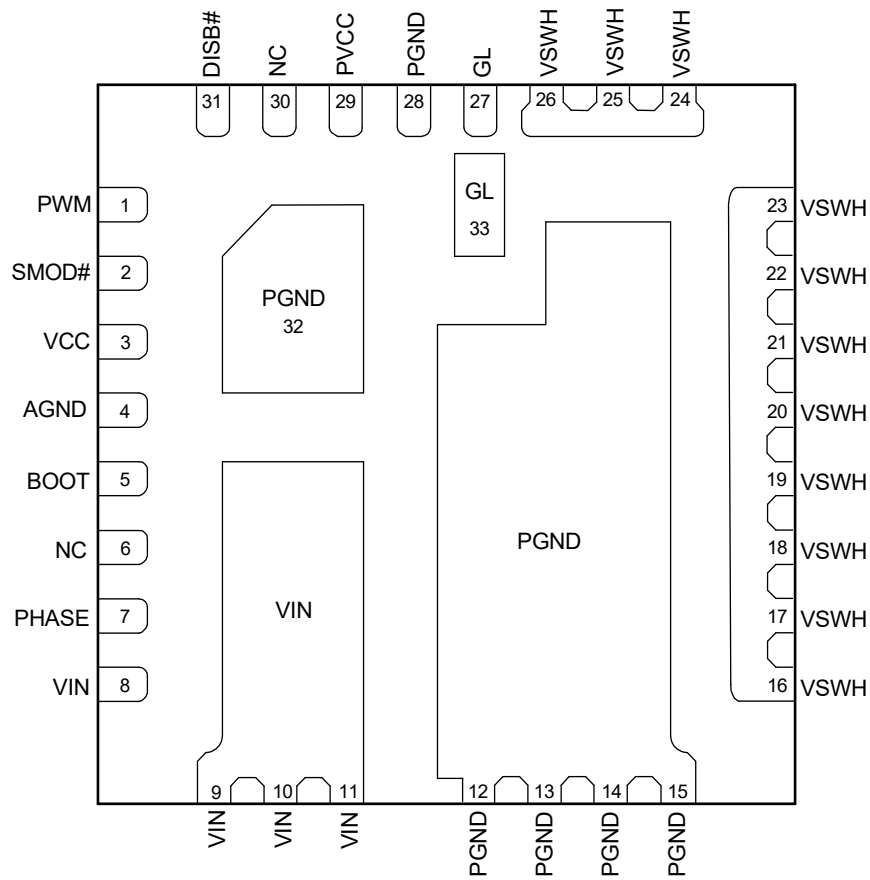 DISB#
NC
PVCC
PGND
GL
VSWH
VSWH
VSWH
31
30
29
28
27
26
25
24
PWM 1
SMOD# 2
VCC 3
AGND 4
BOOT 5
NC 6
PHASE 7
VIN 8
GL
33
PGND
32
VIN
PGND
23 VSWH
22 VSWH
21 VSWH
20 VSWH
19 VSWH
18 VSWH
17 VSWH
16 VSWH
9
10
11
12
13
14
15
VIN
VIN
VIN
PGND
PGND
PGND
PGND